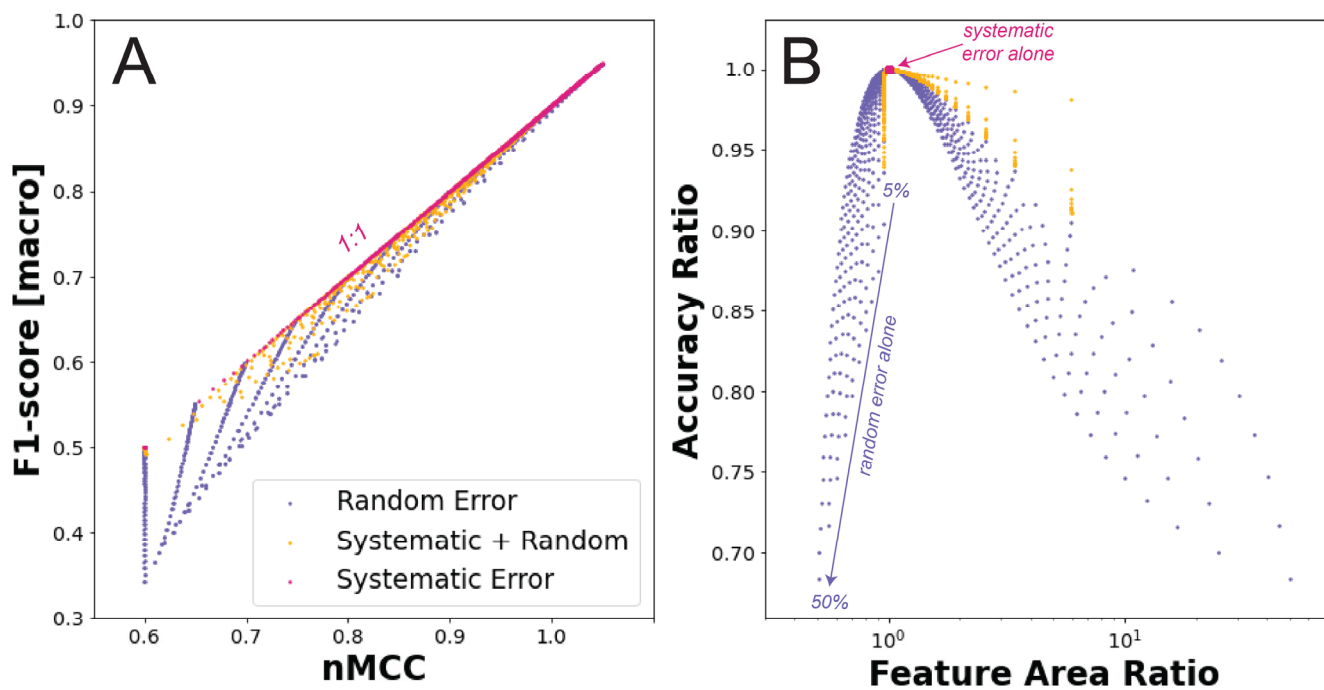 A
F1-score [macro]
1.0
0.9
0.8
0.7
0.6
0.5
0.4
0.3
1:1
Random Error
Systematic + Random
Systematic Error
0.6
0.7
0.8
0.9
1.0
nMCC
B
Accuracy Ratio
1.00
0.95
0.90
0.85
0.80
0.75
0.70
systematic
error alone
5%
random error alone
50%
10⁰
10¹
Feature Area Ratio